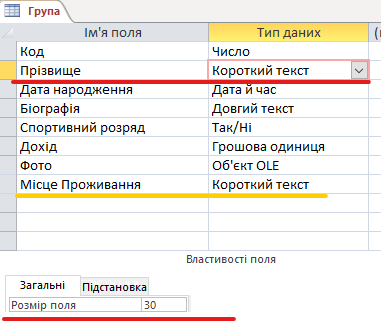 Група
Ім'я поля Тип даних
Код Число
Прізвище Короткий текст
Дата народження Дата й час
Біографія Довгий текст
Спортивний розряд Так/Ні
Дохід Грошова одиниця
Фото Об'єкт OLE
Місце Проживання Короткий текст
Властивості поля
Загальні Підстановка
Розмір поля 30